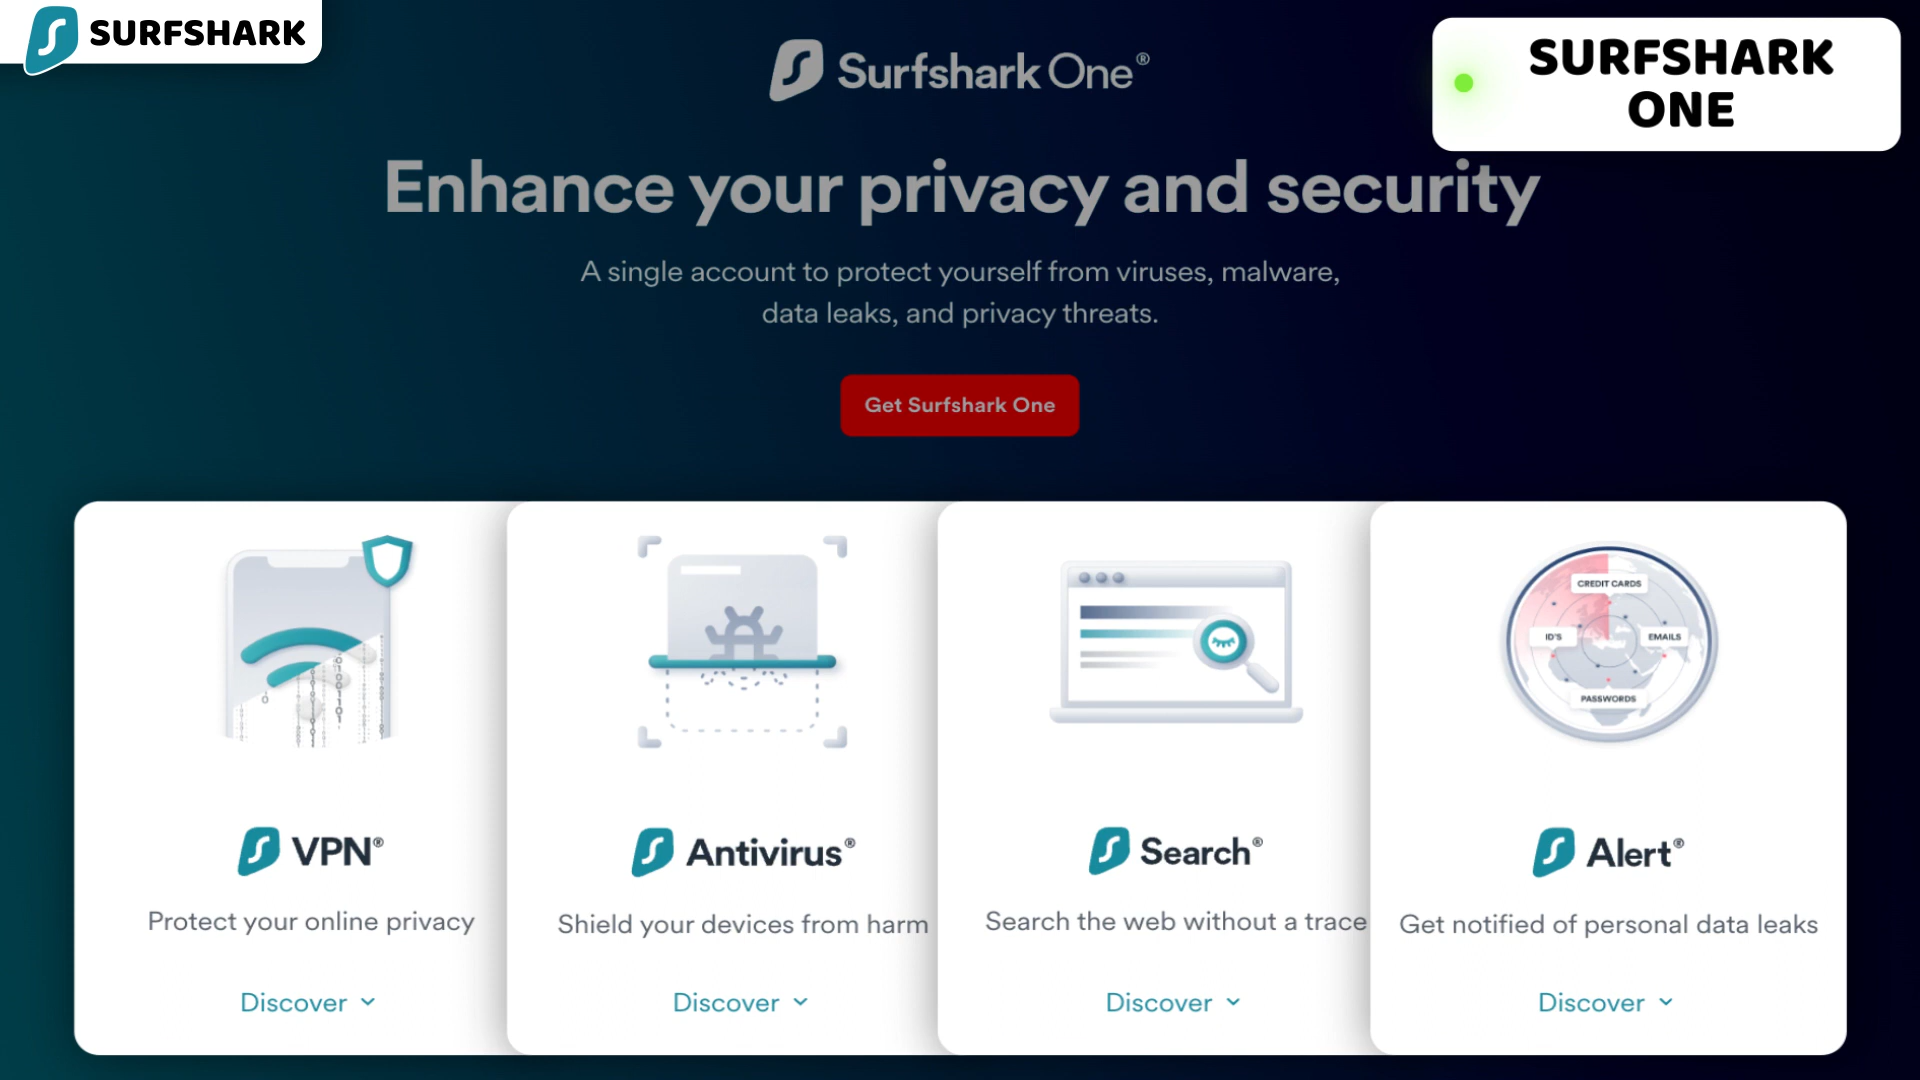 SURFSHARK
Surfshark One®
SURFSHARK
ONE
Enhance your privacy and security
A single account to protect yourself from viruses, malware,
data leaks, and privacy threats.
Get Surfshark One
CREDIT CARDS
ID'S
EMAILS
PASSWORDS
VPN®
Protect your online privacy
Discover
Antivirus®
Shield your devices from harm
Discover
Search®
Search the web without a trace
Discover
Alert®
Get notified of personal data leaks
Discover